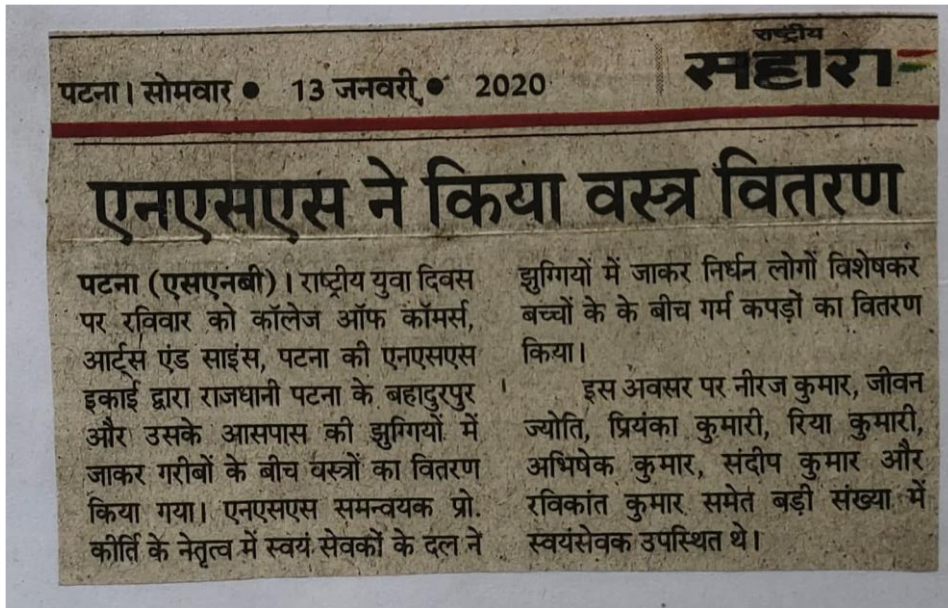 राष्ट्रीय
सहारा
पटना। सोमवार ● 13 जनवरी ● 2020
एनएसएस ने किया वस्त्र वितरण
पटना (एसएनबी)। राष्ट्रीय युवा दिवस
पर रविवार को कॉलेज ऑफ कॉमर्स,
आर्ट्स एंड साइंस, पटना की एनएसएस
इकाई द्वारा राजधानी पटना के बहादुरपुर
और उसके आसपास की झुग्गियों में
जाकर गरीबों के बीच वस्त्रों का वितरण
किया गया। एनएसएस समन्वयक प्रो.
कीर्ति के नेतृत्व में स्वयं सेवकों के दल ने
झुग्गियों में जाकर निर्धन लोगों विशेषकर
बच्चों के के बीच गर्म कपड़ों का वितरण
किया।
इस अवसर पर नीरज कुमार, जीवन
ज्योति, प्रियंका कुमारी, रिया कुमारी,
अभिषेक कुमार, संदीप कुमार और
रविकांत कुमार समेत बड़ी संख्या में
स्वयंसेवक उपस्थित थे।